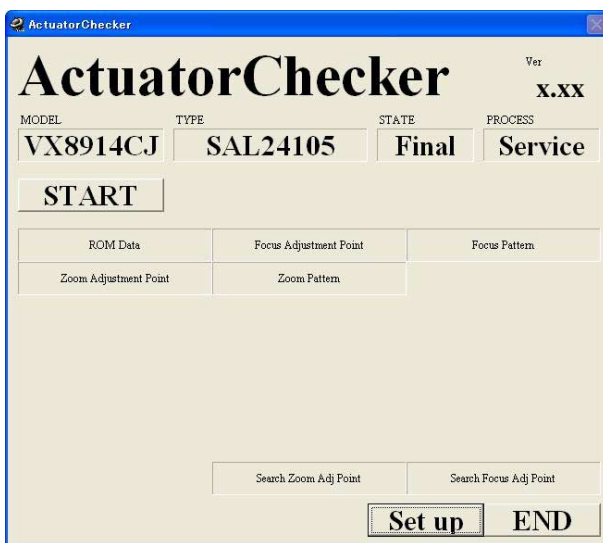 ActuatorChecker
ActuatorChecker
Ver
x.xx
MODEL TYPE STATE PROCESS
VX8914CJ SAL24105 Final Service
START
ROM Data Focus Adjustment Point Focus Pattern
Zoom Adjustment Point Zoom Pattern
Search Zoom Adj Point Search Focus Adj Point
Set up END